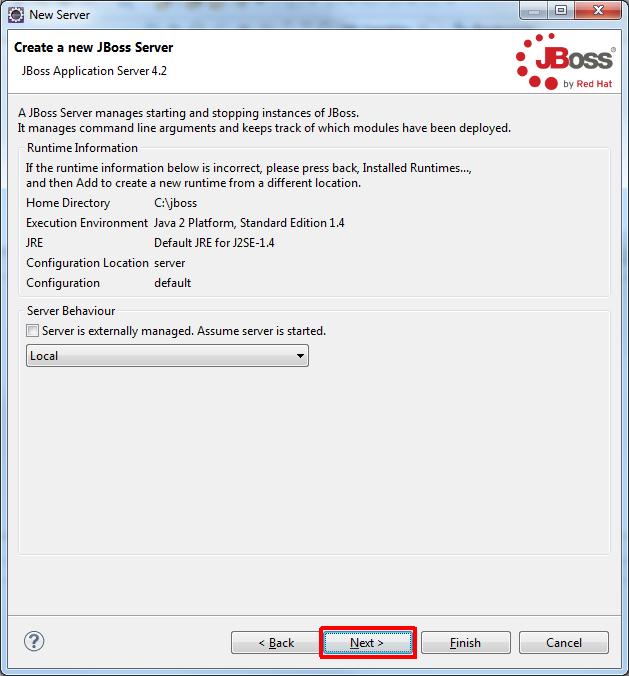 New Server
Create a new JBoss Server
JBoss Application Server 4.2
JBoss®
by Red Hat
A JBoss Server manages starting and stopping instances of JBoss.
It manages command line arguments and keeps track of which modules have been deployed.
Runtime Information
If the runtime information below is incorrect, please press back, Installed Runtimes...,
and then Add to create a new runtime from a different location.
Home Directory C:\jboss
Execution Environment Java 2 Platform, Standard Edition 1.4
JRE Default JRE for J2SE-1.4
Configuration Location server
Configuration default
Server Behaviour
Server is externally managed. Assume server is started.
Local
? < Back Next > Finish Cancel